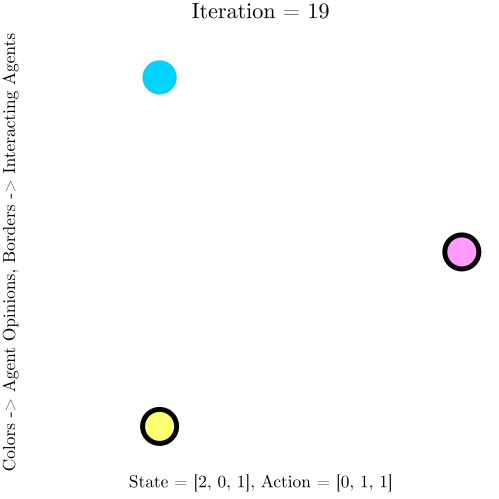 Iteration = 19
Colors -> Agent Opinions, Borders -> Interacting Agents
State = [2, 0, 1], Action = [0, 1, 1]